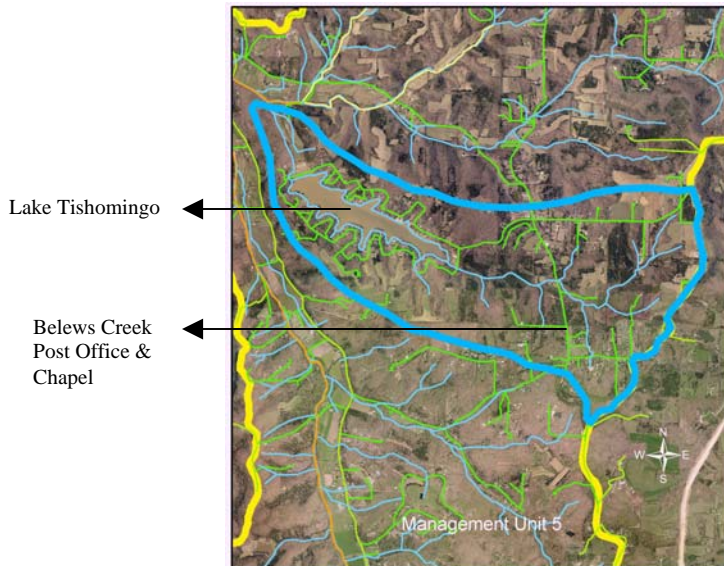 Lake Tishomingo
Belews Creek
Post Office &
Chapel
N
W E
S
Management Unit 5